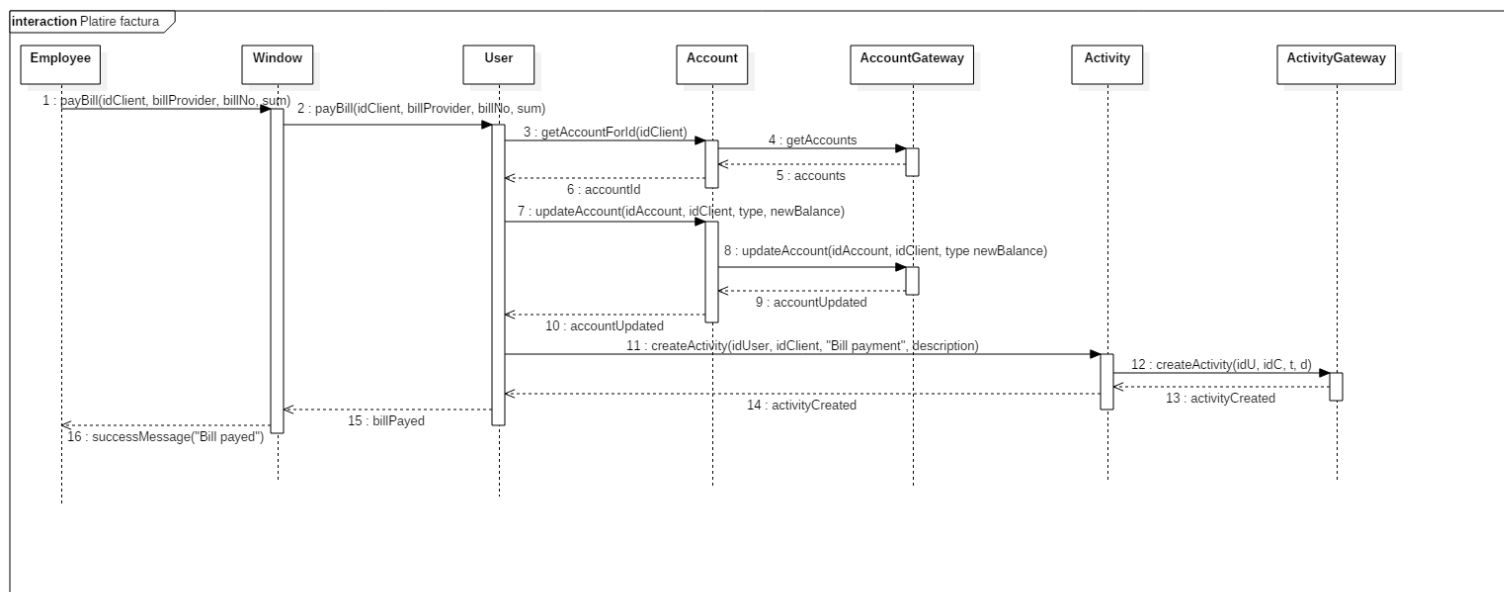 interaction Platire factura
Employee
Window
User
Account
AccountGateway
Activity
ActivityGateway
1 : payBill(idClient, billProvider, billNo, sum)
2 : payBill(idClient, billProvider, billNo, sum)
3 : getAccountForId(idClient)
4 : getAccounts
5 : accounts
6 : accountId
7 : updateAccount(idAccount, idClient, type, newBalance)
8 : updateAccount(idAccount, idClient, type newBalance)
9 : accountUpdated
10 : accountUpdated
11 : createActivity(idUser, idClient, "Bill payment", description)
12 : createActivity(idU, idC, t, d)
13 : activityCreated
14 : activityCreated
15 : billPayed
16 : successMessage("Bill payed")